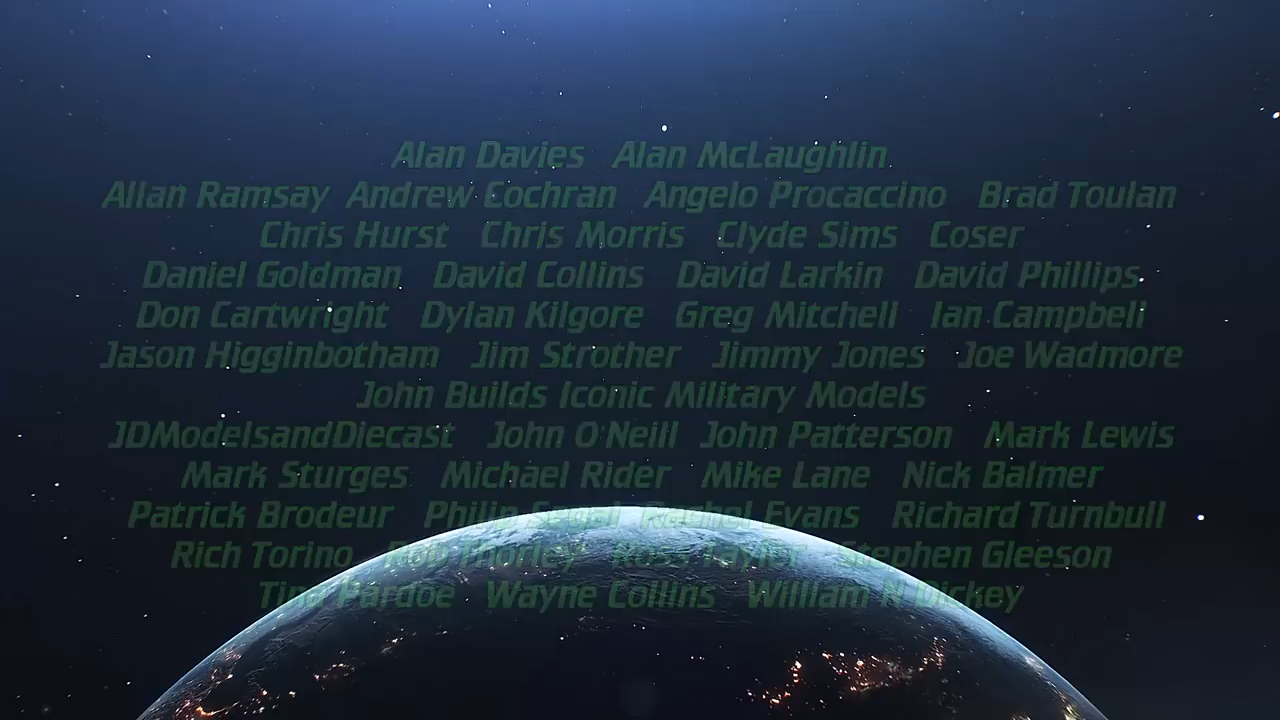 Alan Davies Alan McLaughlin
Allan Ramsay Andrew Cochran Angelo Procaccino Brad Toulan
Chris Hurst Chris Morris Clyde Sims Coser
Daniel Goldman David Collins David Larkin David Phillips
Don Cartwright Dylan Kilgore Greg Mitchell Ian Campbell
Jason Higginbotham Jim Strother Jimmy Jones Joe Wadmore
John Builds Iconic Military Models
JDModelsandDiecast John O'Neill John Patterson Mark Lewis
Mark Sturges Michael Rider Mike Lane Nick Balmer
Patrick Brodeur Philip Rachel Evans Richard Turnbull
Rich Torino Rob Thorley Ross Taylor Stephen Gleeson
Tina Pardoe Wayne Collins William N Dickey